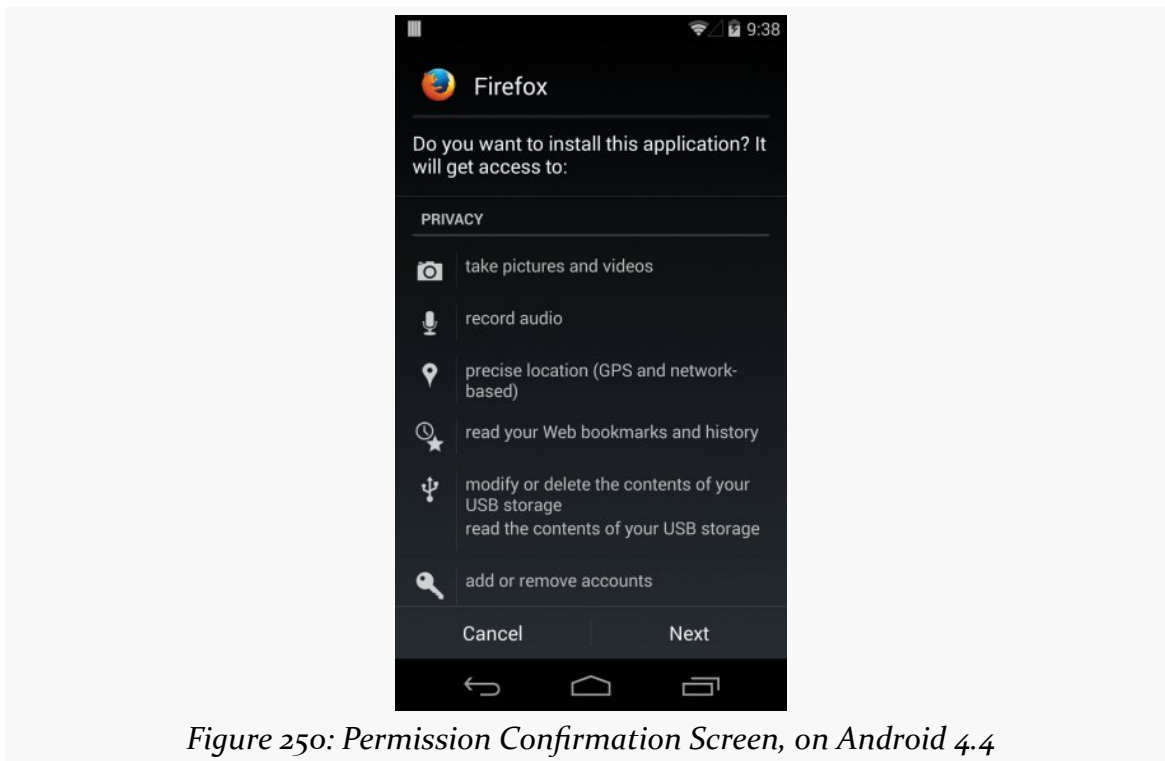 9:38
Firefox
Do you want to install this application? It
will get access to:
PRIVACY
take pictures and videos
record audio
precise location (GPS and network-
based)
read your Web bookmarks and history
modify or delete the contents of your
USB storage
read the contents of your USB storage
add or remove accounts
Cancel Next
Figure 250: Permission Confirmation Screen, on Android 4.4